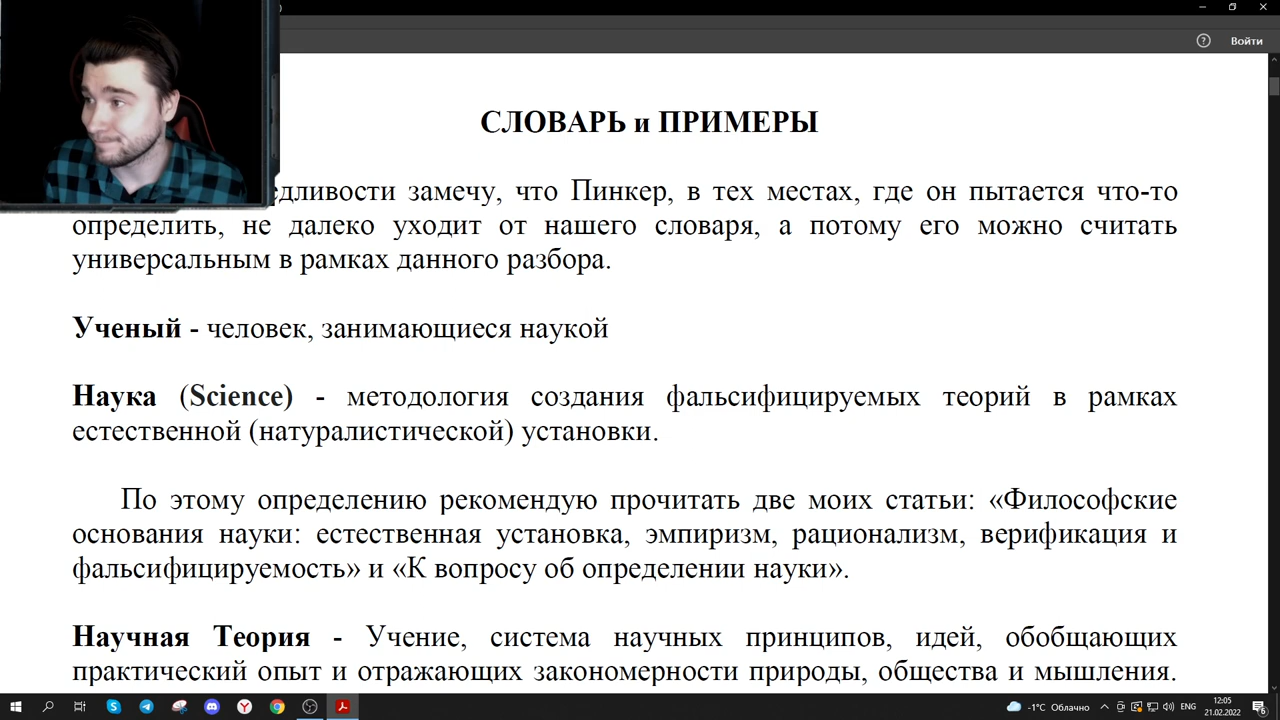 Войти
СЛОВАРЬ и ПРИМЕРЫ
замечу, что Пинкер, в тех местах, где он пытается что-то
определить, не далеко уходит от нашего словаря, а потому его можно считать
универсальным в рамках данного разбора.
Ученый - человек, занимающиеся наукой
Наука (Science) - методология создания фальсифицируемых теорий в рамках
естественной (натуралистической) установки.
По этому определению рекомендую прочитать две моих статьи: «Философские
основания науки: естественная установка, эмпиризм, рационализм, верификация и
фальсифицируемость» и «К вопросу об определении науки».
Научная Теория - Учение, система научных принципов, идей, обобщающих
практический опыт и отражающих закономерности природы, общества и мышления.
-1°C Облачно
ENG
12:05
21.02.2022
6